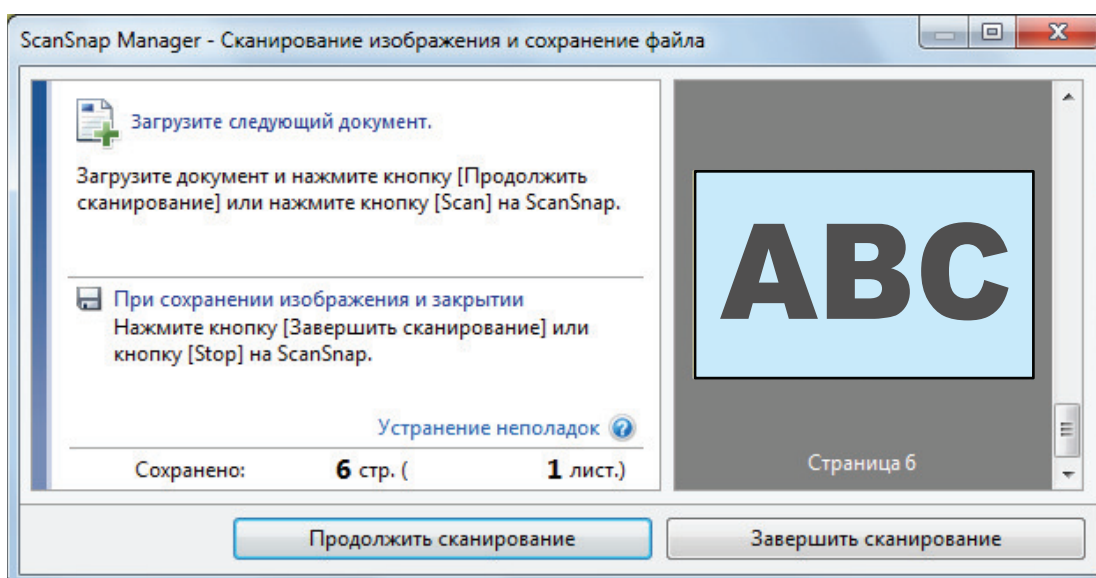 ScanSnap Manager - Сканирование изображения и сохранение файла
Загрузите следующий документ.
Загрузите документ и нажмите кнопку [Продолжить
сканирование] или нажмите кнопку [Scan] на ScanSnap.
При сохранении изображения и закрытии
Нажмите кнопку [Завершить сканирование] или
кнопку [Stop] на ScanSnap.
Устранение неполадок
Сохранено: 6 стр. ( 1 лист.)
ABC
Страница 6
Продолжить сканирование
Завершить сканирование